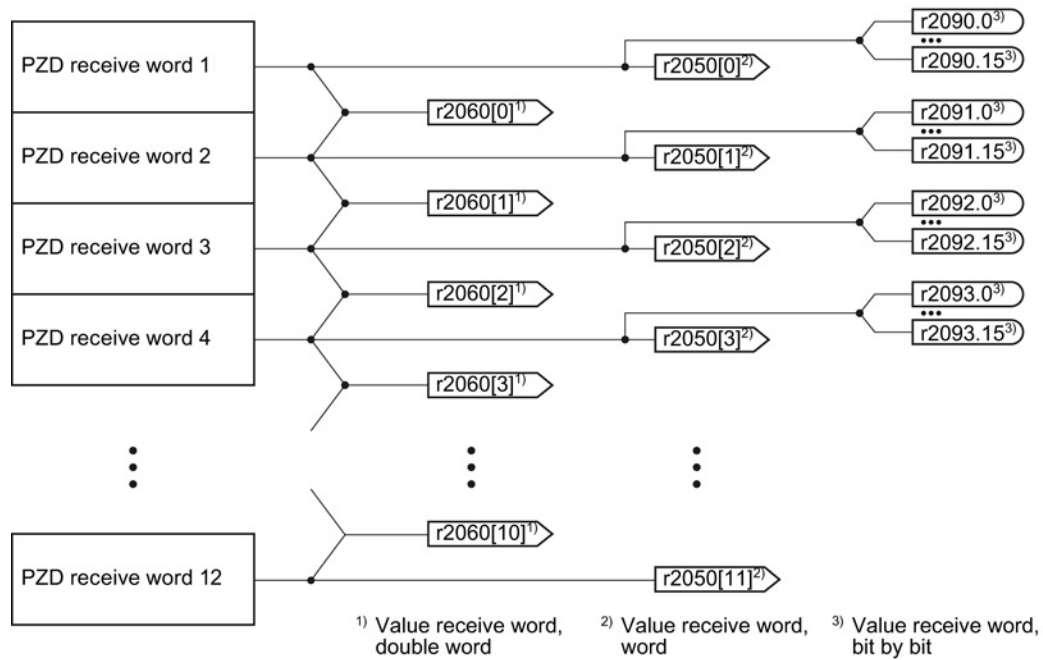 PZD receive word 1
r2090.0³⁾
r2050[0]²⁾
r2090.15³⁾
r2060[0]¹⁾
PZD receive word 2
r2091.0³⁾
r2050[1]²⁾
r2091.15³⁾
r2060[1]¹⁾
PZD receive word 3
r2092.0³⁾
r2050[2]²⁾
r2092.15³⁾
r2060[2]¹⁾
PZD receive word 4
r2093.0³⁾
r2050[3]²⁾
r2093.15³⁾
r2060[3]¹⁾
r2060[10]¹⁾
PZD receive word 12
r2050[11]²⁾
¹⁾ Value receive word,
double word
²⁾ Value receive word,
word
³⁾ Value receive word,
bit by bit